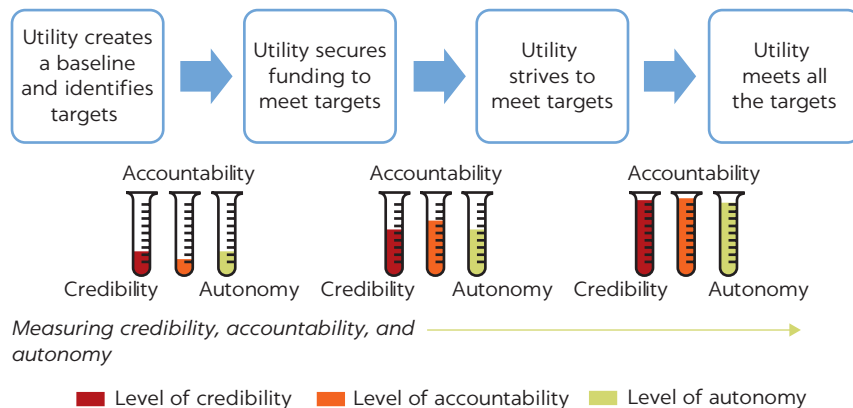 Utility creates
a baseline
and identifies
targets
Utility secures
funding to
meet targets
Utility
strives to
meet targets
Utility
meets all
the targets
Accountability
Credibility
Autonomy
Accountability
Credibility
Autonomy
Accountability
Credibility
Autonomy
Measuring credibility, accountability, and
autonomy
Level of credibility
Level of accountability
Level of autonomy